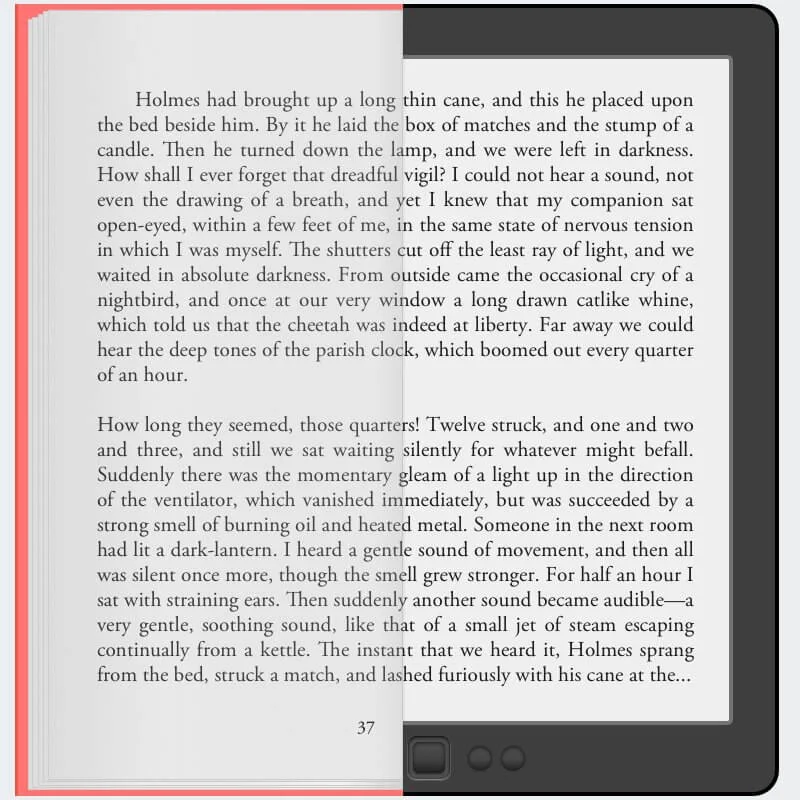 Holmes had brought up a long thin cane, and this he placed upon
the bed beside him. By it he laid the box of matches and the stump of a
candle. Then he turned down the lamp, and we were left in darkness.
How shall I ever forget that dreadful vigil? I could not hear a sound, not
even the drawing of a breath, and yet I knew that my companion sat
open-eyed, within a few feet of me, in the same state of nervous tension
in which I was myself. The shutters cut off the least ray of light, and we
waited in absolute darkness. From outside came the occasional cry of a
nightbird, and once at our very window a long drawn catlike whine,
which told us that the cheetah was indeed at liberty. Far away we could
hear the deep tones of the parish clock, which boomed out every quarter
of an hour.
How long they seemed, those quarters! Twelve struck, and one and two
and three, and still we sat waiting silently for whatever might befall.
Suddenly there was the momentary gleam of a light up in the direction
of the ventilator, which vanished immediately, but was succeeded by a
strong smell of burning oil and heated metal. Someone in the next room
had lit a dark-lantern. I heard a gentle sound of movement, and then all
was silent once more, though the smell grew stronger. For half an hour I
sat with straining ears. Then suddenly another sound became audible—a
very gentle, soothing sound, like that of a small jet of steam escaping
continually from a kettle. The instant that we heard it, Holmes sprang
from the bed, struck a match, and lashed furiously with his cane at the...
37